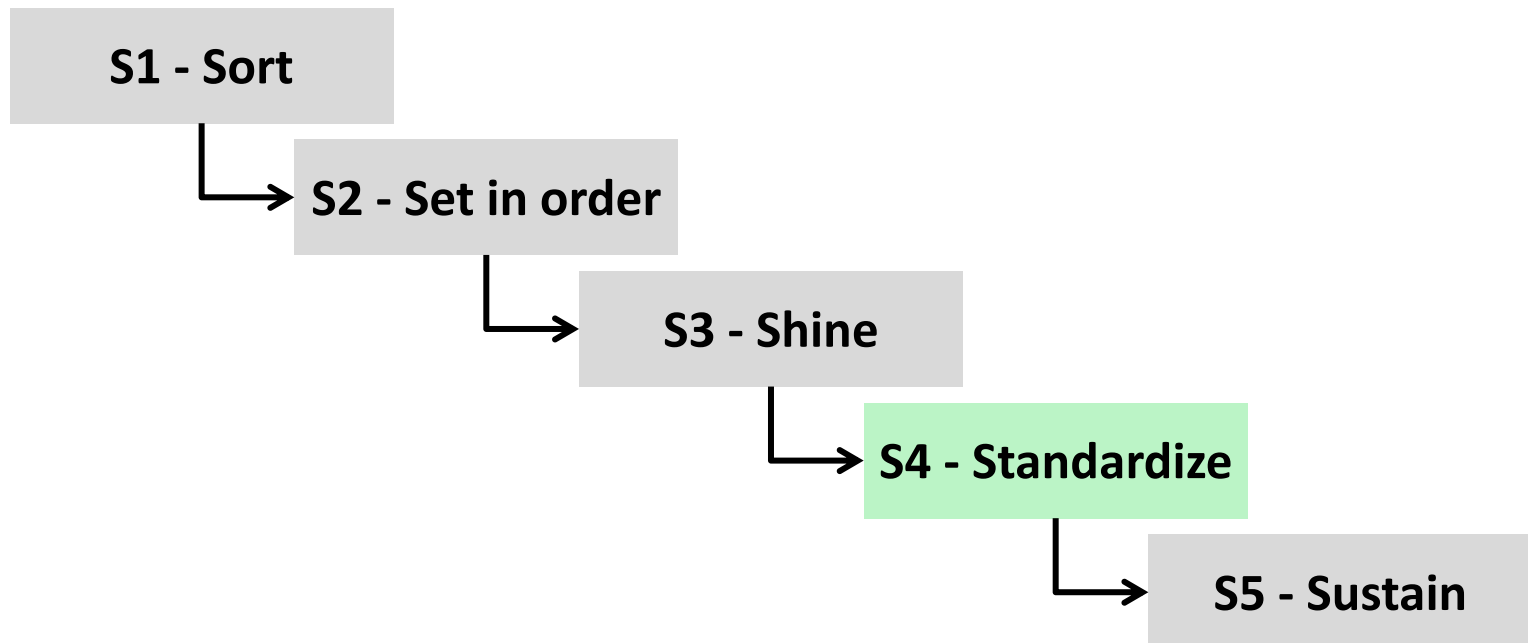 S1 - Sort
S2 - Set in order
S3 - Shine
S4 - Standardize
S5 - Sustain